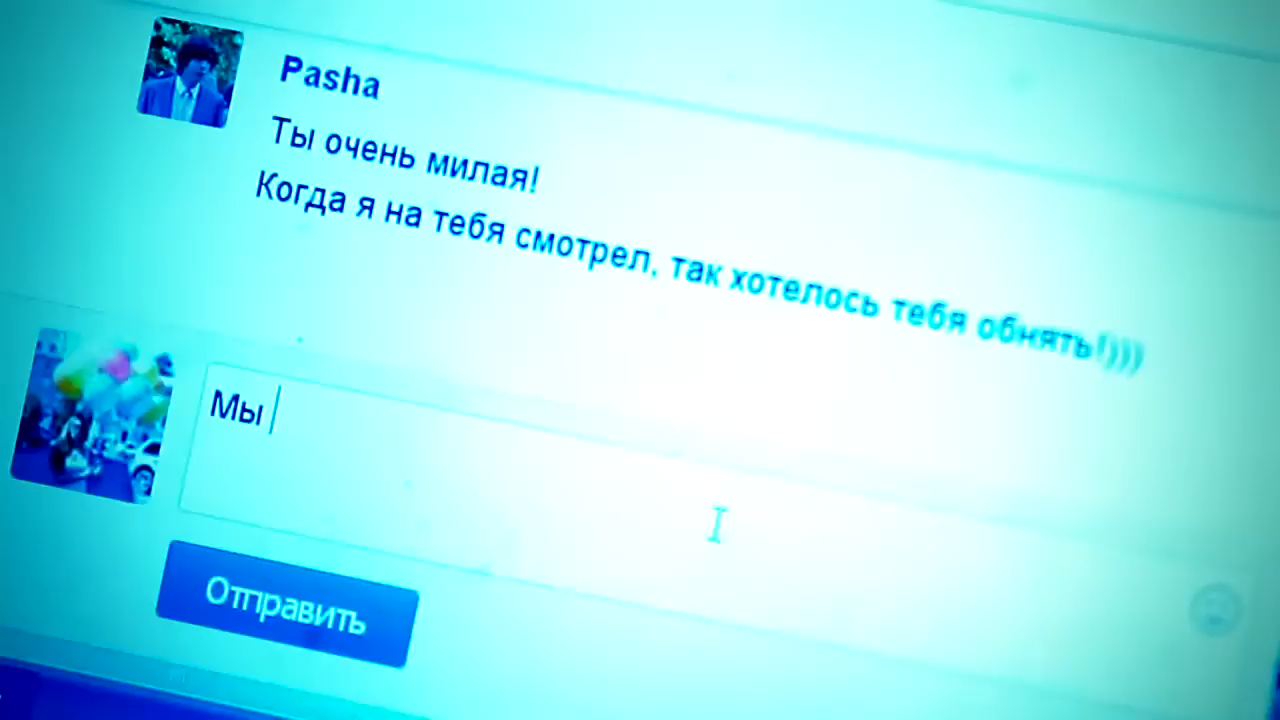 Pasha
Ты очень милая!
Когда я на тебя смотрел, так хотелось тебя обнять!)))
Мы
Отправить